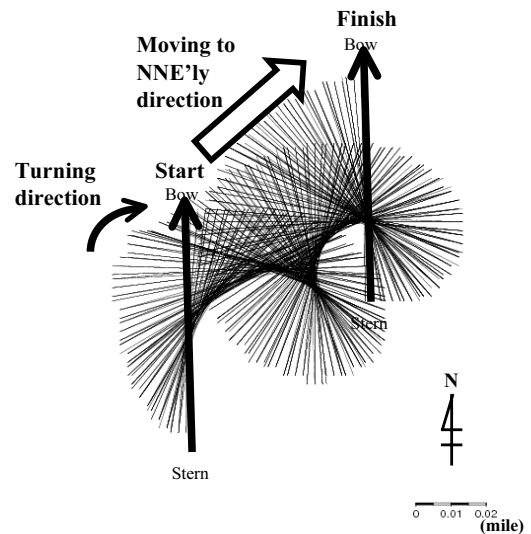 Finish
Bow
Moving to
NNE'ly
direction
Turning
direction
Start
Bow
Stern
Stern
N
0 0.01 0.02
(mile)